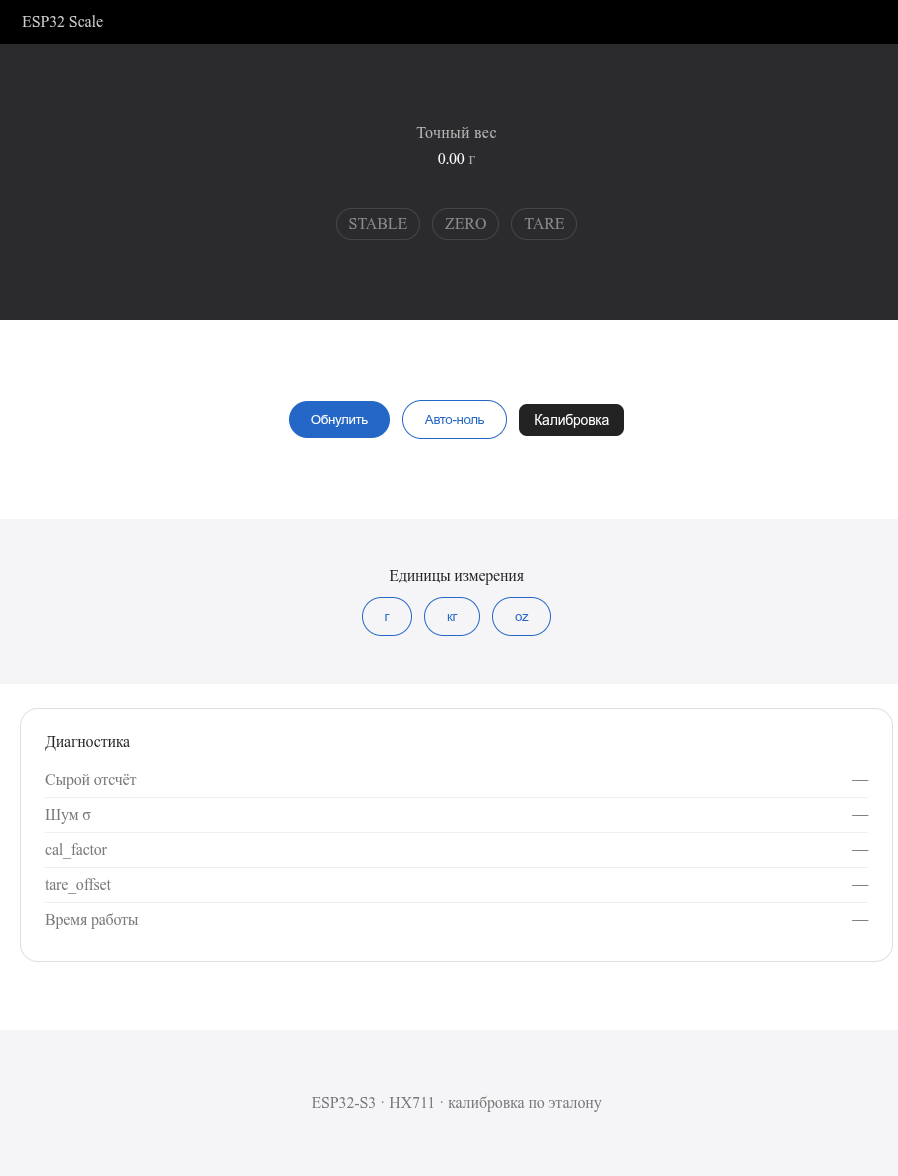 ESP32 Scale
Точный вес
0.00 г
STABLE ZERO TARE
Обнулить Авто-ноль Калибровка
Единицы измерения
г кг oz
Диагностика
Сырой отсчёт —
Шум σ —
cal_factor —
tare_offset —
Время работы —
ESP32-S3 · HX711 · калибровка по эталону